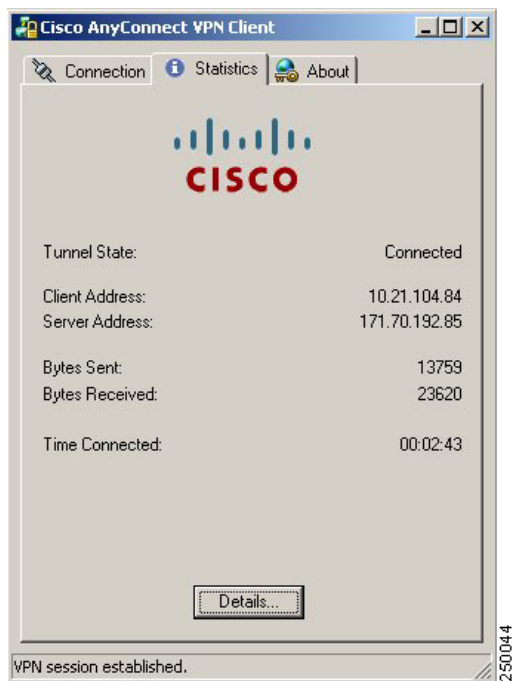 Cisco AnyConnect VPN Client
Connection Statistics About
CISCO
Tunnel State: Connected
Client Address: 10.21.104.84
Server Address: 171.70.192.85
Bytes Sent: 13759
Bytes Received: 23620
Time Connected: 00:02:43
Details...
VPN session established.
250044